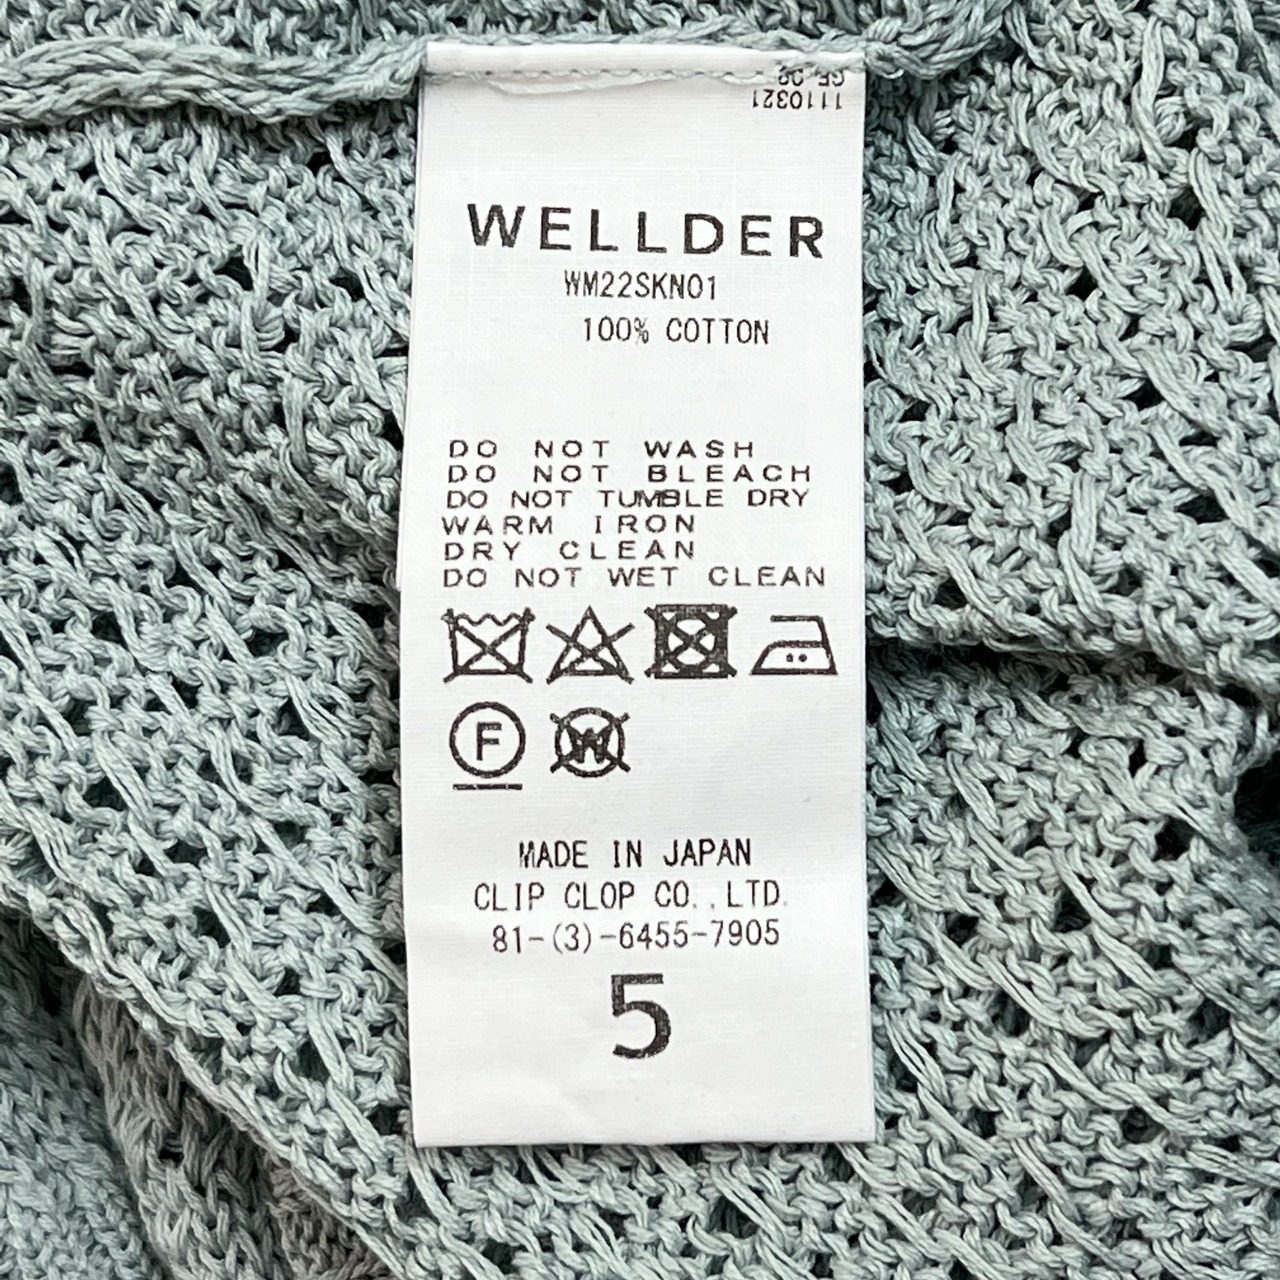 1110321
WELLDER
WM22SKN01
100% COTTON
DO NOT WASH
DO NOT BLEACH
DO NOT TUMBLE DRY
WARM IRON
DRY CLEAN
DO NOT WET CLEAN
F W
MADE IN JAPAN
CLIP CLOP CO.,LTD.
81-(3)-6455-7905
5